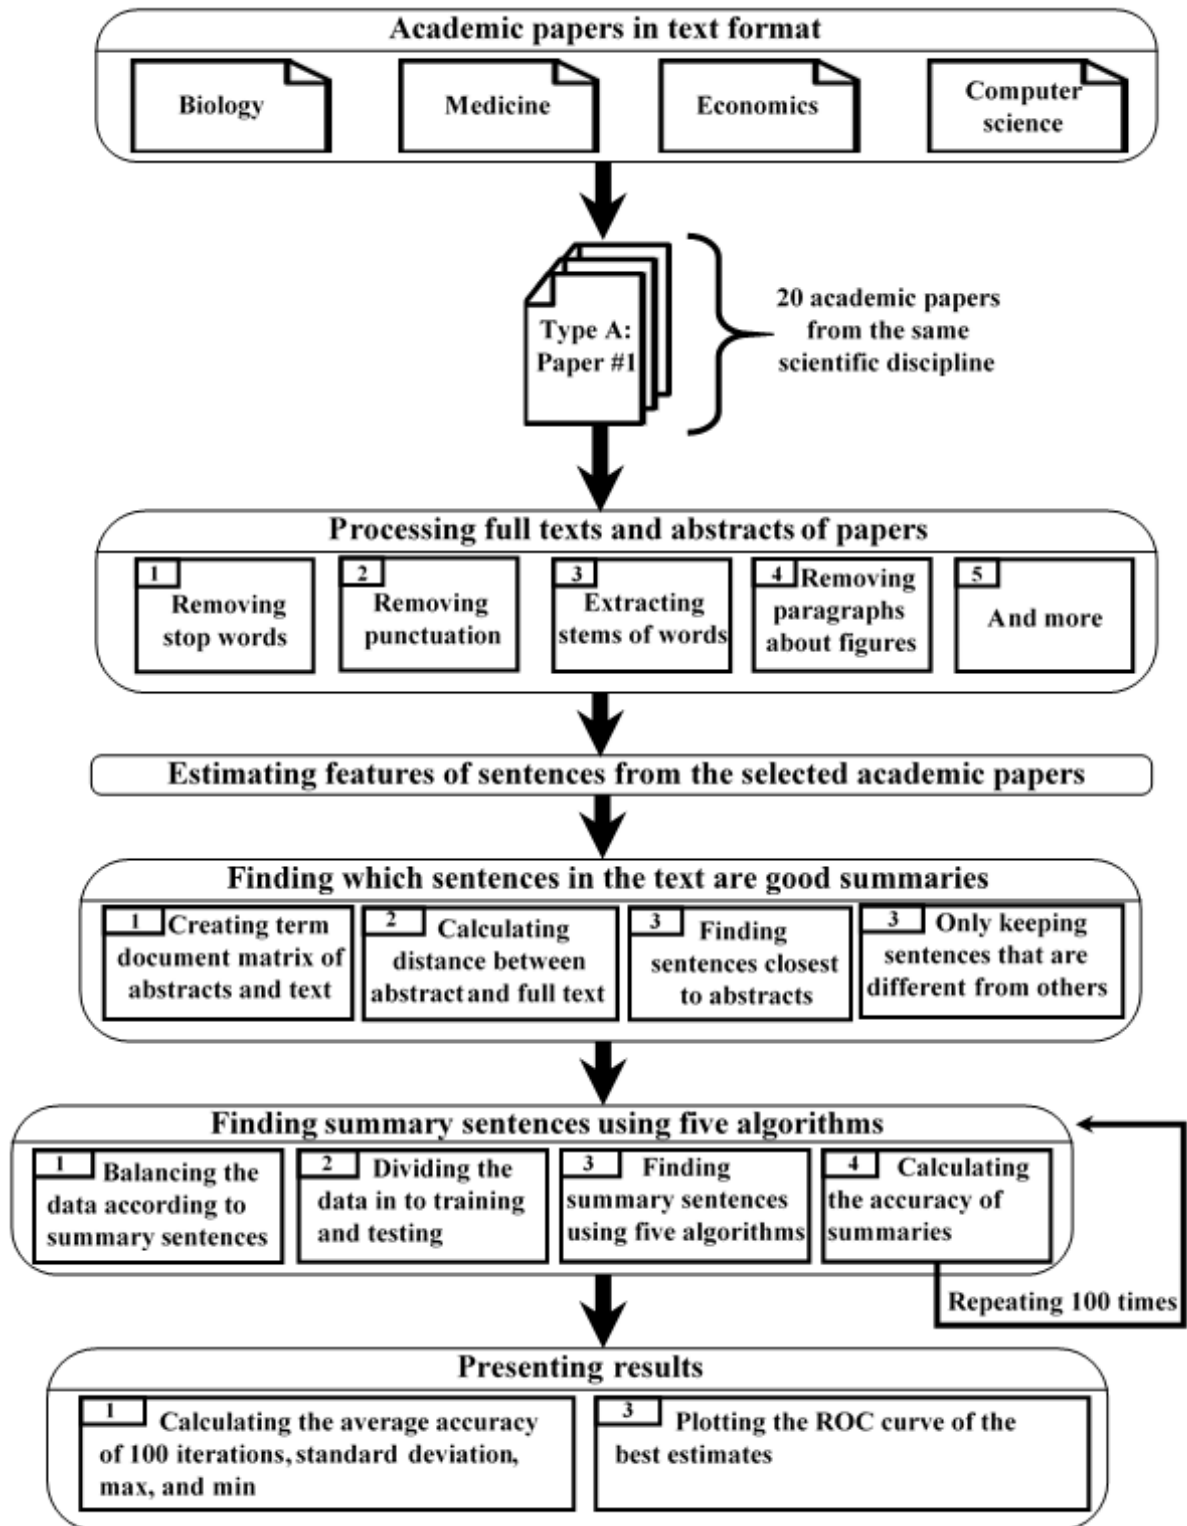 Academic papers in text format
Biology
Medicine
Economics
Computer
science
Type A:
Paper #1
20 academic papers
from the same
scientific discipline
Processing full texts and abstracts of papers
1
Removing
stop words
2
Removing
punctuation
3
Extracting
stems of words
4 Removing
paragraphs
about figures
5
And more
Estimating features of sentences from the selected academic papers
Finding which sentences in the text are good summaries
1 Creating term
document matrix of
abstracts and text
2 Calculating
distance between
abstract and full text
3 Finding
sentences closest
to abstracts
3 Only keeping
sentences that are
different from others
Finding summary sentences using five algorithms
1 Balancing the
data according to
summary sentences
2 Dividing the
data in to training
and testing
3 Finding
summary sentences
using five algorithms
4 Calculating
the accuracy of
summaries
Repeating 100 times
Presenting results
1 Calculating the average accuracy
of 100 iterations, standard deviation,
max, and min
3 Plotting the ROC curve of the
best estimates